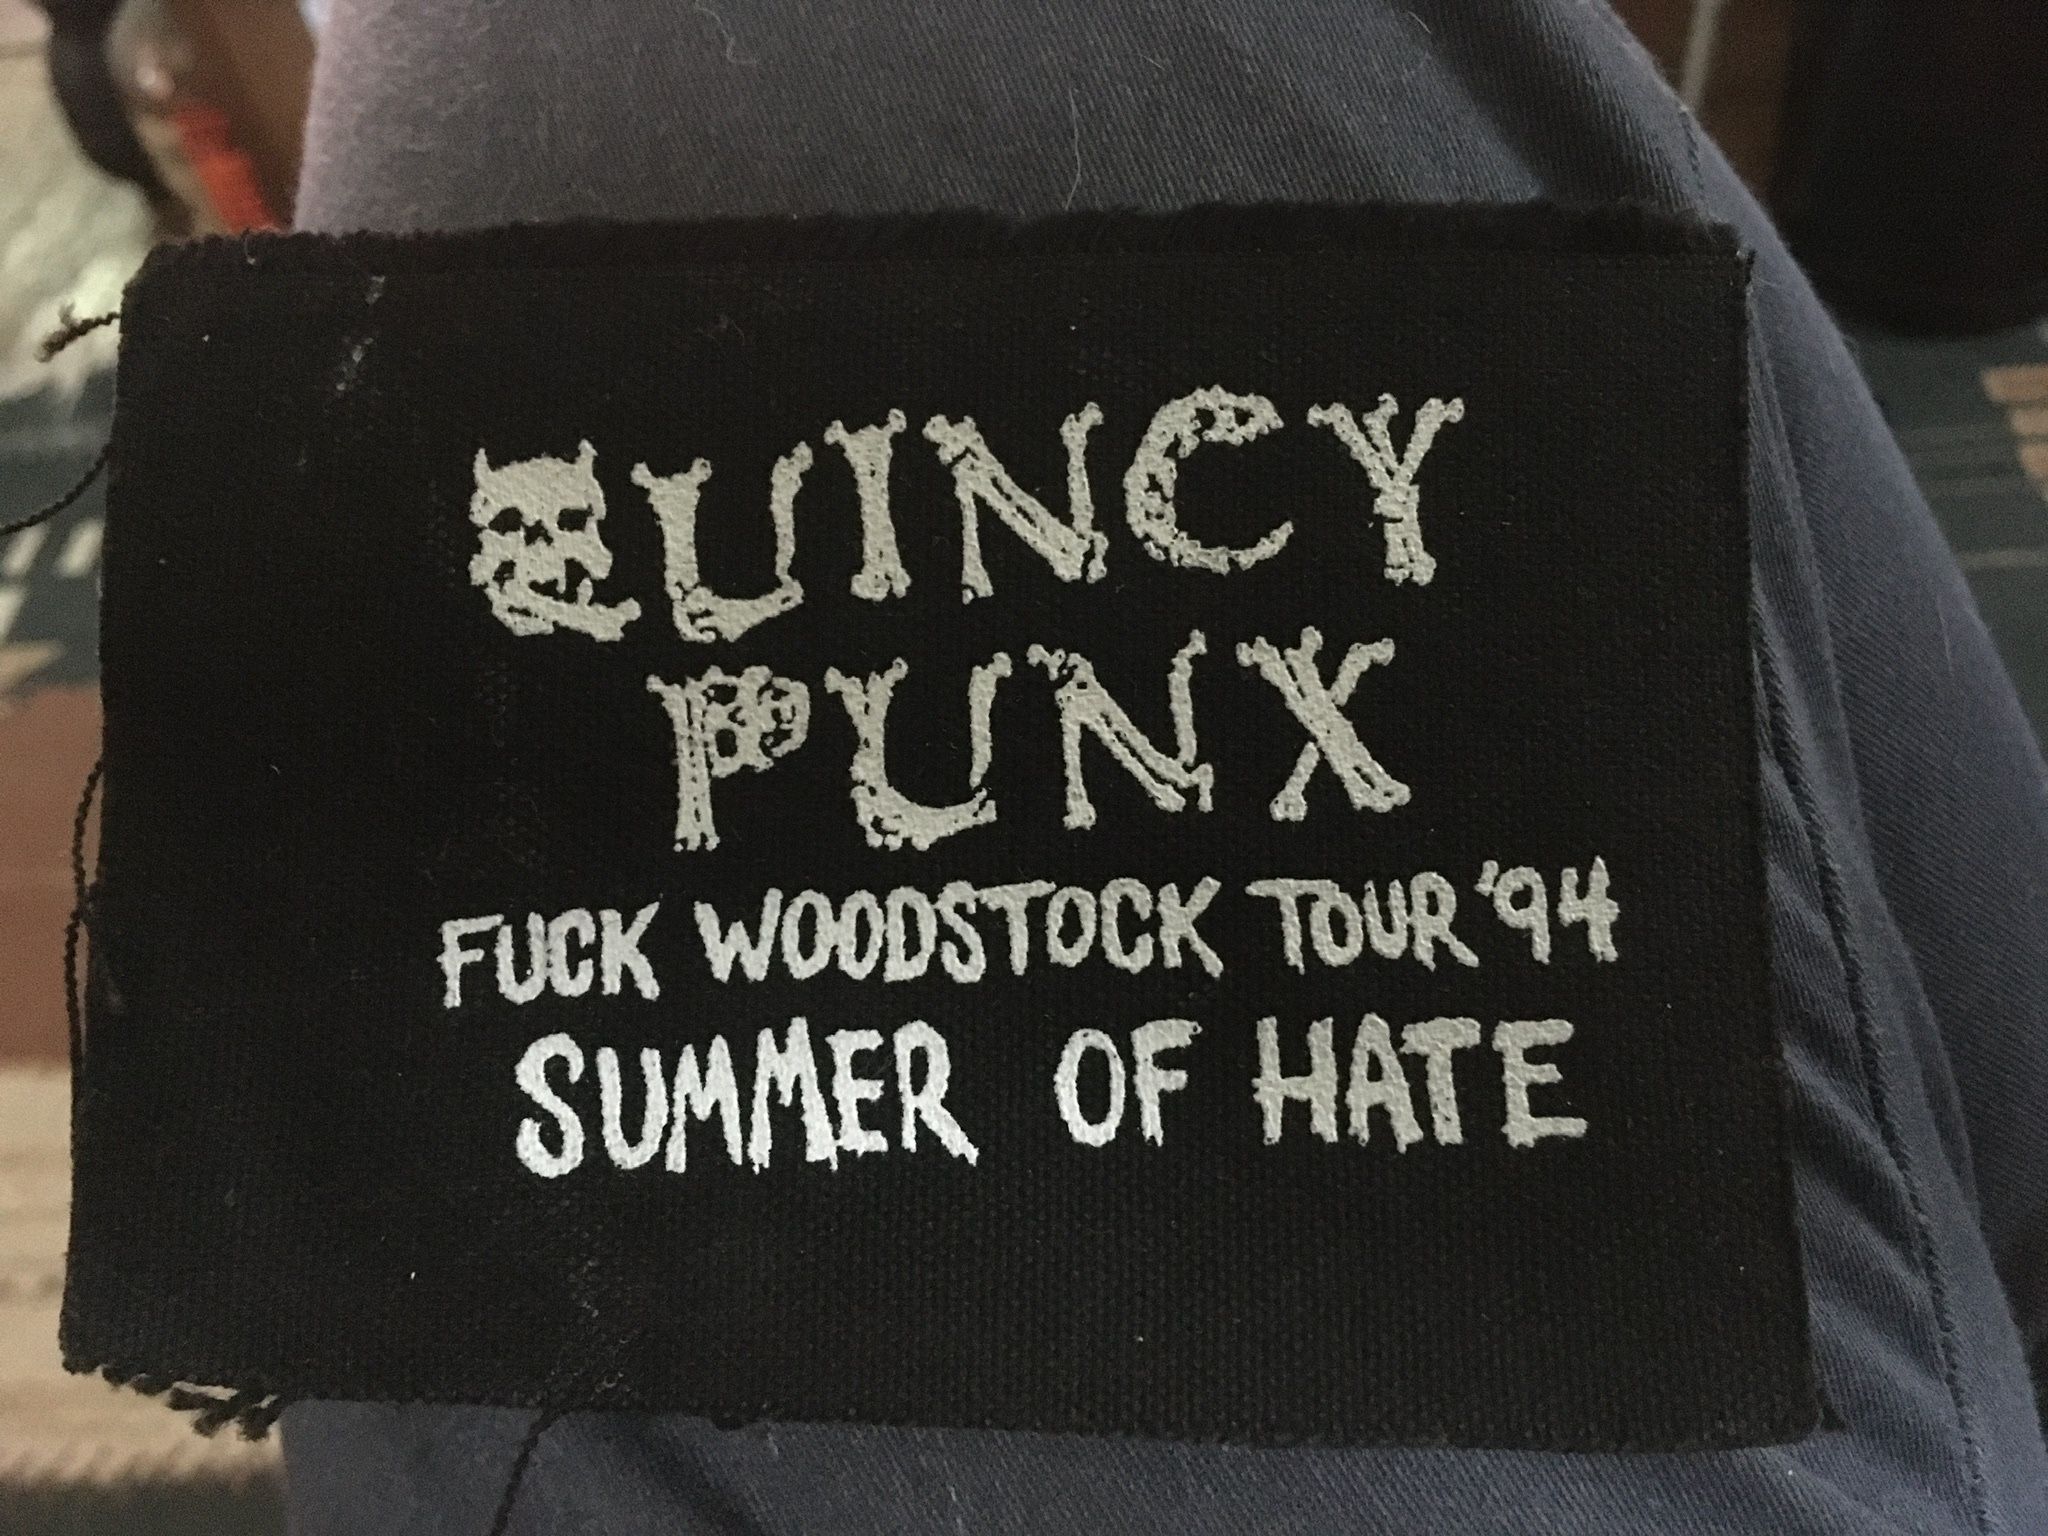 QUINCY
PUNX
FUCK WOODSTOCK TOUR '94
SUMMER OF HATE